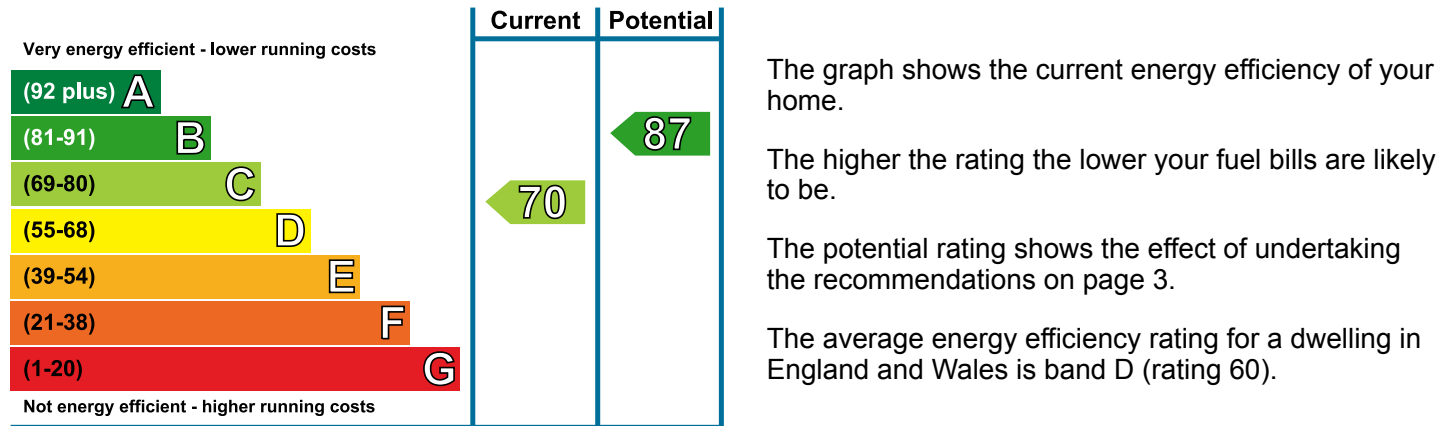 Current Potential
Very energy efficient - lower running costs
(92 plus) A
(81-91) B
87
(69-80) C
70
(55-68) D
(39-54) E
(21-38) F
(1-20) G
Not energy efficient - higher running costs
The graph shows the current energy efficiency of your
home.
The higher the rating the lower your fuel bills are likely
to be.
The potential rating shows the effect of undertaking
the recommendations on page 3.
The average energy efficiency rating for a dwelling in
England and Wales is band D (rating 60).